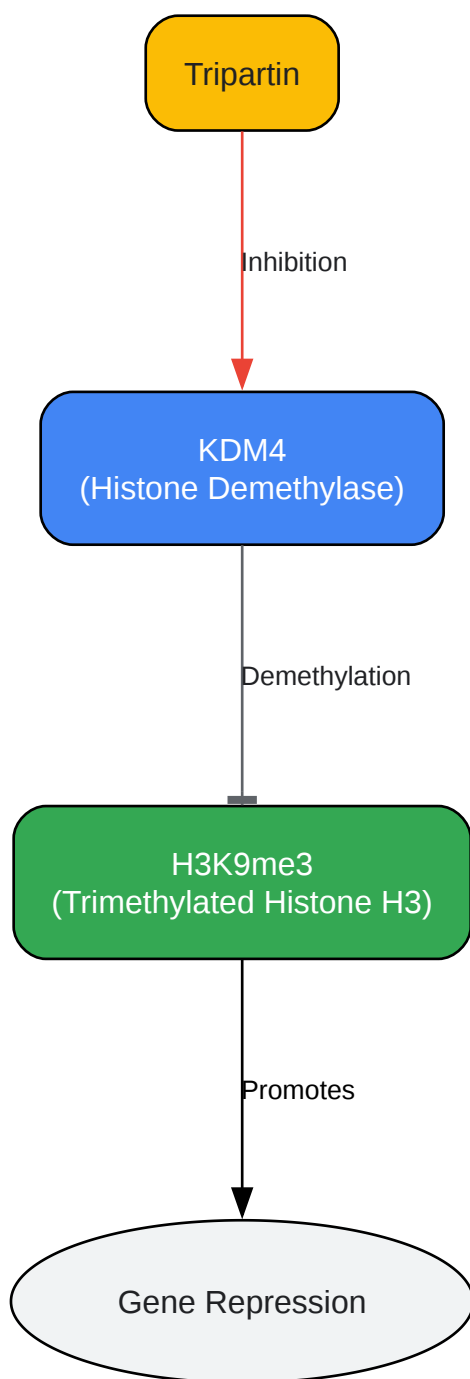 Tripartin
Inhibition
KDM4
(Histone Demethylase)
Demethylation
H3K9me3
(Trimethylated Histone H3)
Promotes
Gene Repression